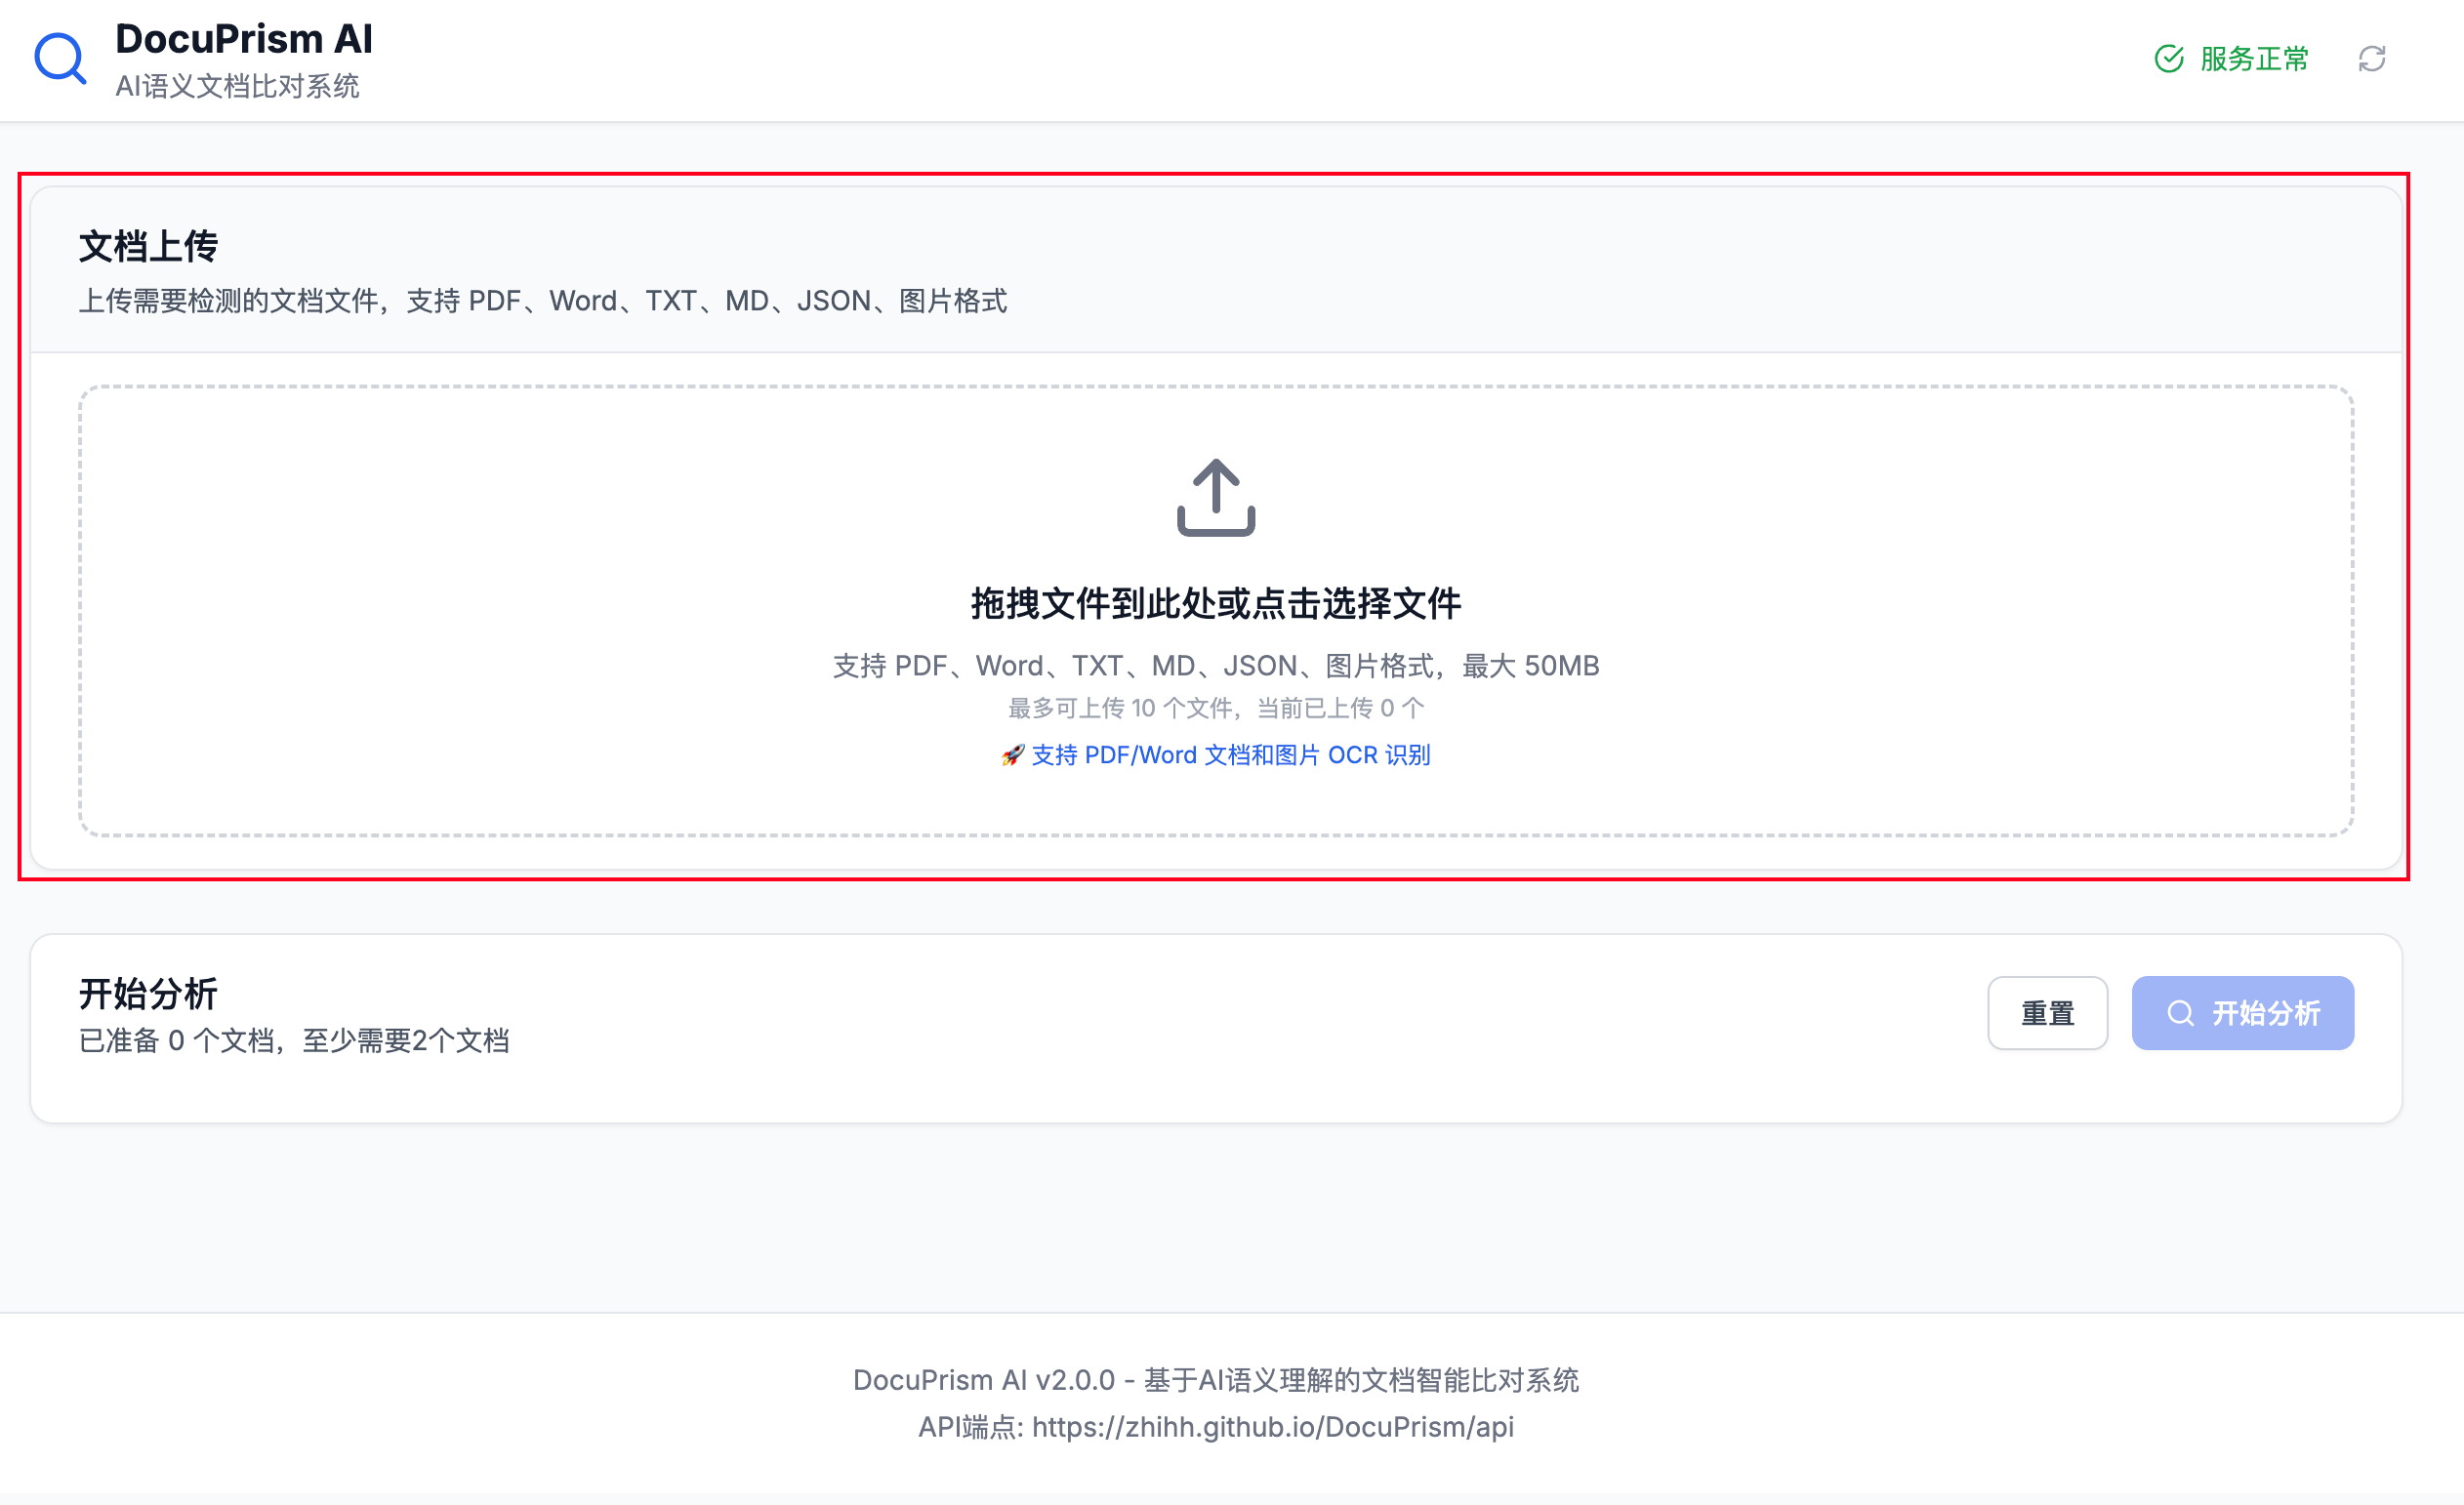 DocuPrism AI
AI语义文档比对系统
服务正常
文档上传
上传需要检测的文档文件，支持 PDF、Word、TXT、MD、JSON、图片格式
拖拽文件到此处或点击选择文件
支持 PDF、Word、TXT、MD、JSON、图片格式，最大 50MB
最多可上传 10 个文件，当前已上传 0 个
🚀 支持 PDF/Word 文档和图片 OCR 识别
开始分析
已准备 0 个文档，至少需要2个文档
重置
开始分析
DocuPrism AI v2.0.0 - 基于AI语义理解的文档智能比对系统
API端点: https://zhihh.github.io/DocuPrism/api